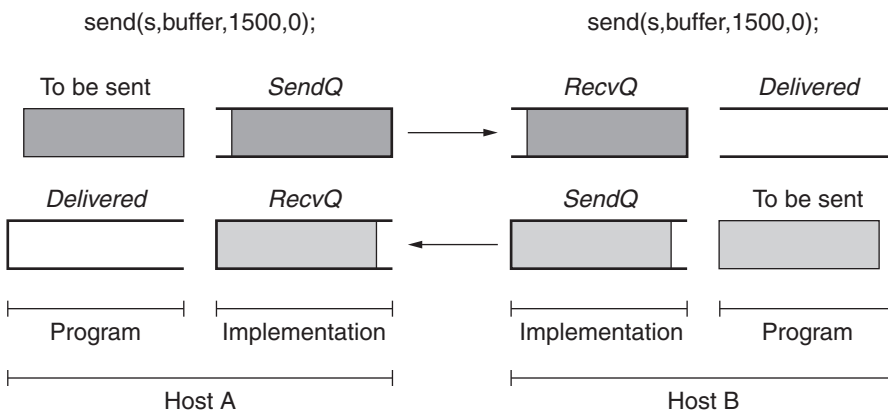 send(s,buffer,1500,0); send(s,buffer,1500,0);
To be sent SendQ RecvQ Delivered
Delivered RecvQ SendQ To be sent
Program Implementation Implementation Program
Host A Host B